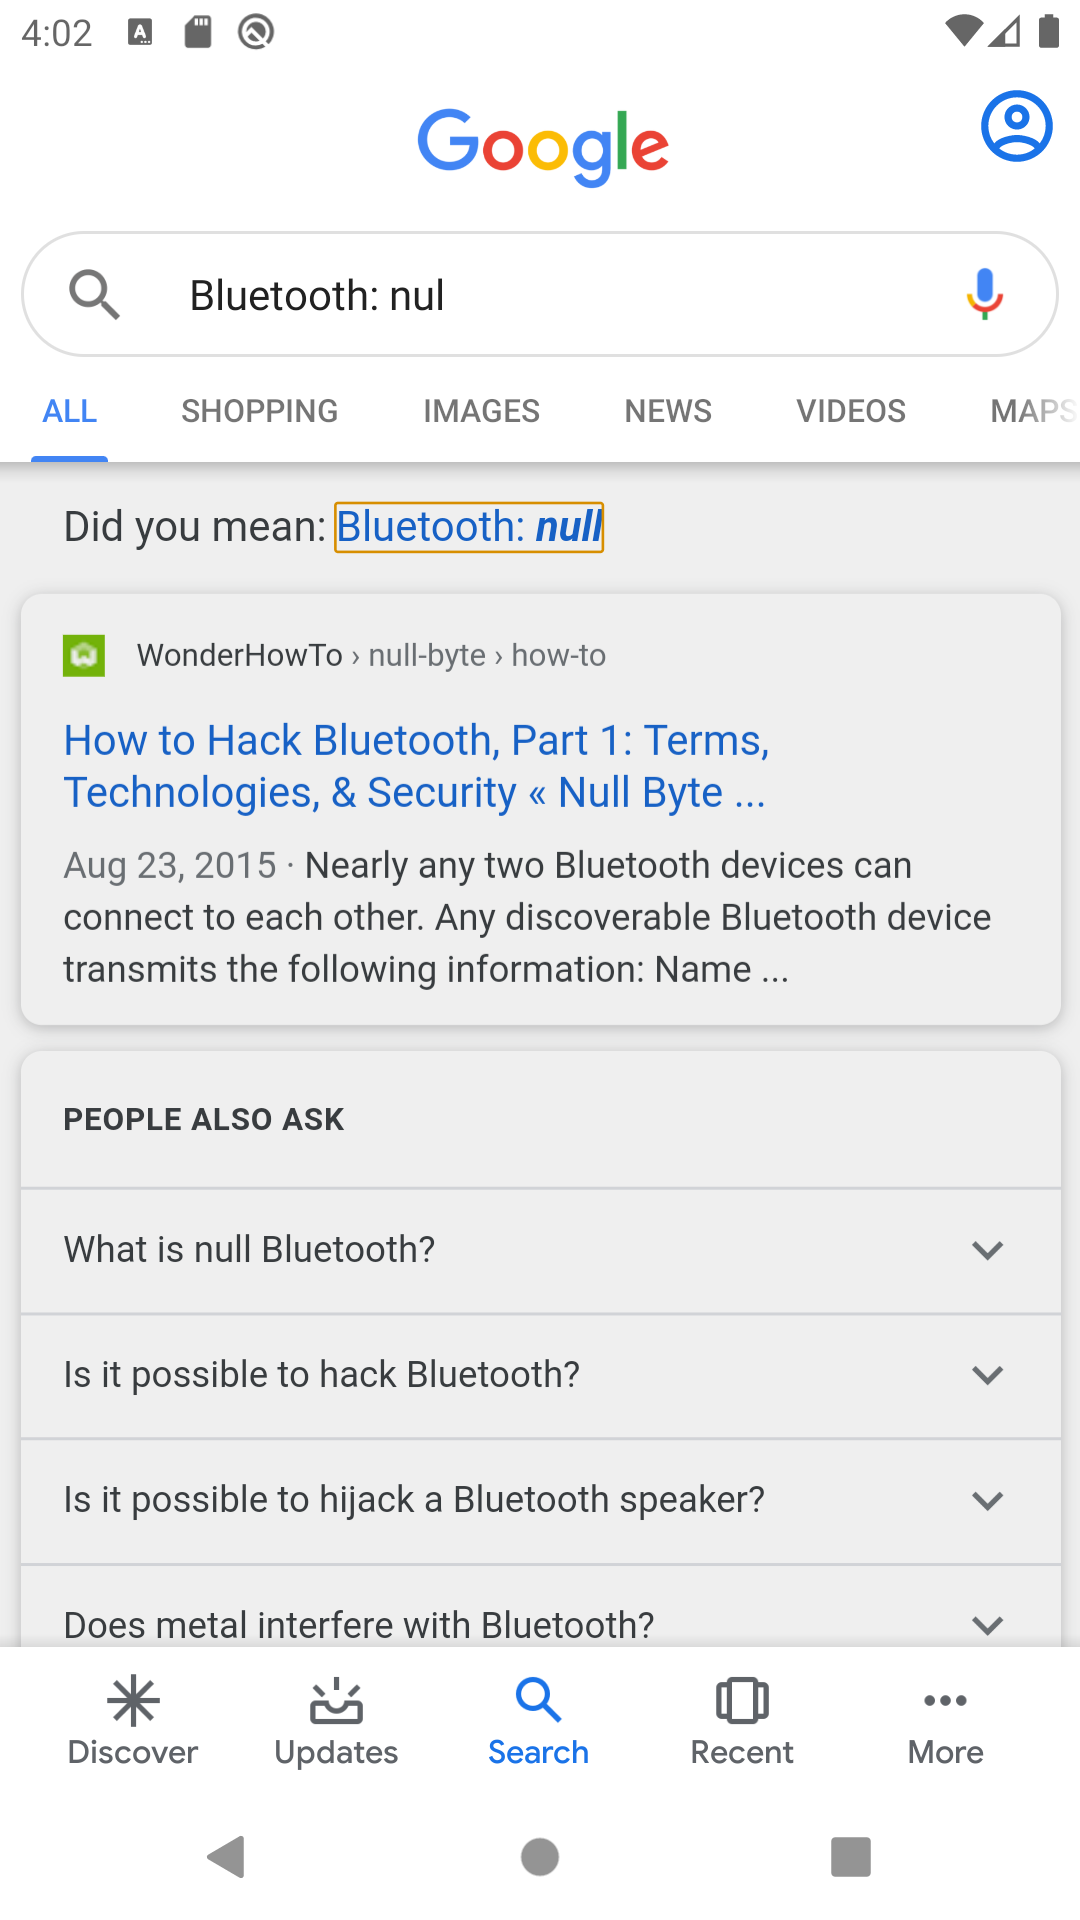 4:02
Google
Bluetooth: nul
ALL SHOPPING IMAGES NEWS VIDEOS MAPS
Did you mean: Bluetooth: null
WonderHowTo › null-byte › how-to
How to Hack Bluetooth, Part 1: Terms,
Technologies, & Security « Null Byte ...
Aug 23, 2015 · Nearly any two Bluetooth devices can
connect to each other. Any discoverable Bluetooth device
transmits the following information: Name ...
PEOPLE ALSO ASK
What is null Bluetooth?
Is it possible to hack Bluetooth?
Is it possible to hijack a Bluetooth speaker?
Does metal interfere with Bluetooth?
Discover Updates Search Recent More